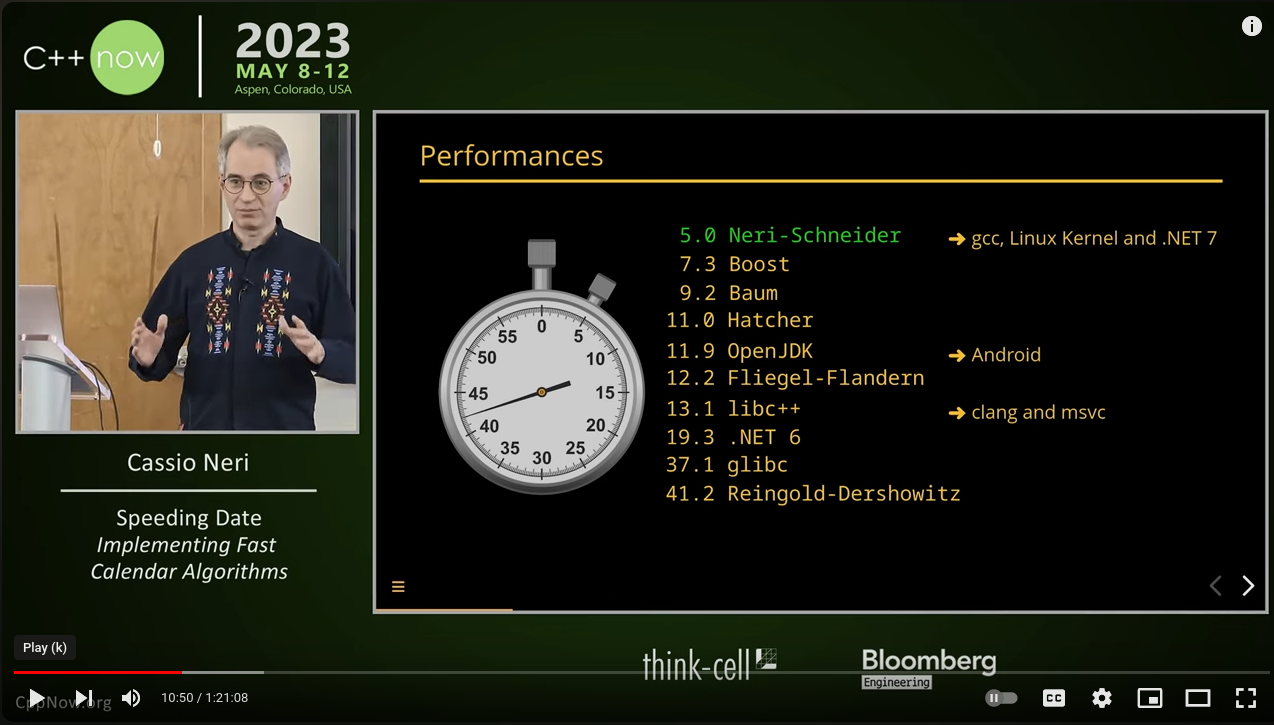 C++ now
2023
MAY 8-12
Aspen, Colorado, USA
Performances
5.0 Neri-Schneider → gcc, Linux Kernel and .NET 7
7.3 Boost
9.2 Baum
11.0 Hatcher
11.9 OpenJDK → Android
12.2 Fliegel-Flandern
13.1 libc++ → clang and msvc
19.3 .NET 6
37.1 glibc
41.2 Reingold-Dershowitz
0
5
10
15
20
25
30
35
40
45
50
55
Cassio Neri
Speeding Date
Implementing Fast
Calendar Algorithms
Play (k)
think-cell
Bloomberg
Engineering
CppNow.org
10:50 / 1:21:08
CC